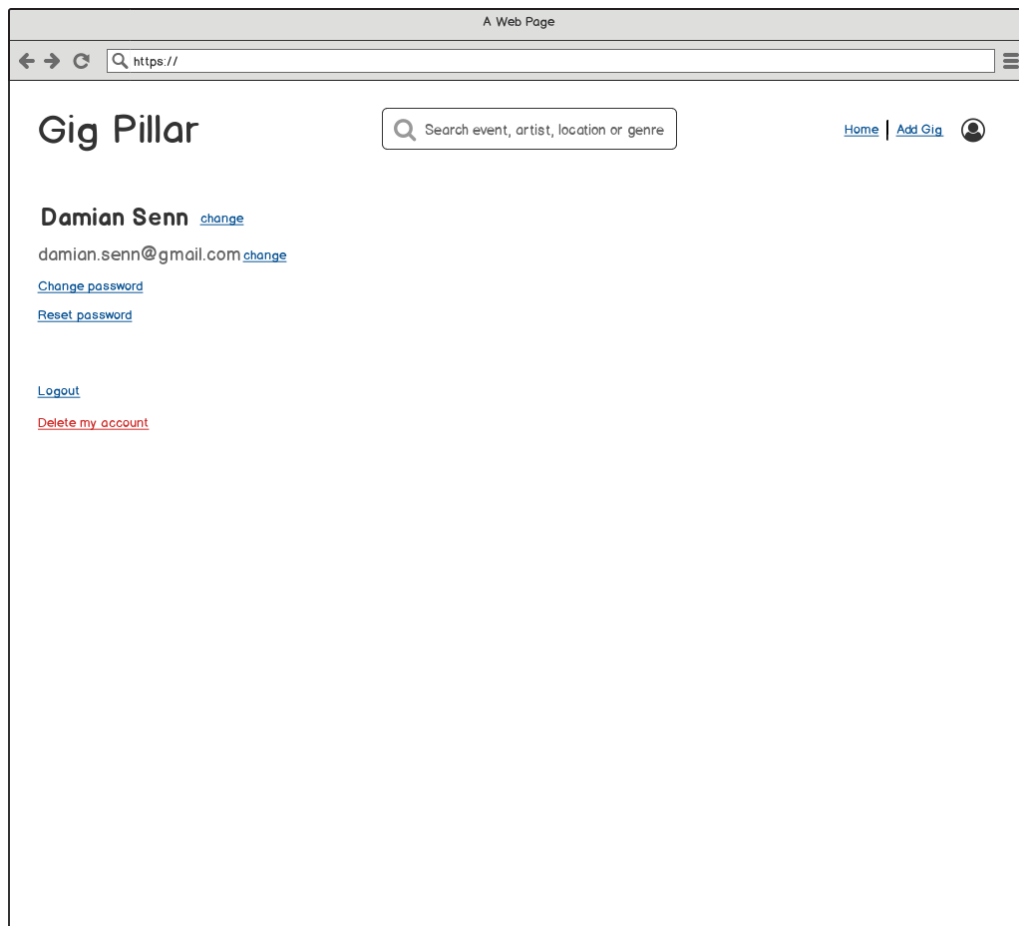 A Web Page
https://
Gig Pillar
Search event, artist, location or genre
Home Add Gig
Damian Senn change
damian.senn@gmail.com change
Change password
Reset password
Logout
Delete my account